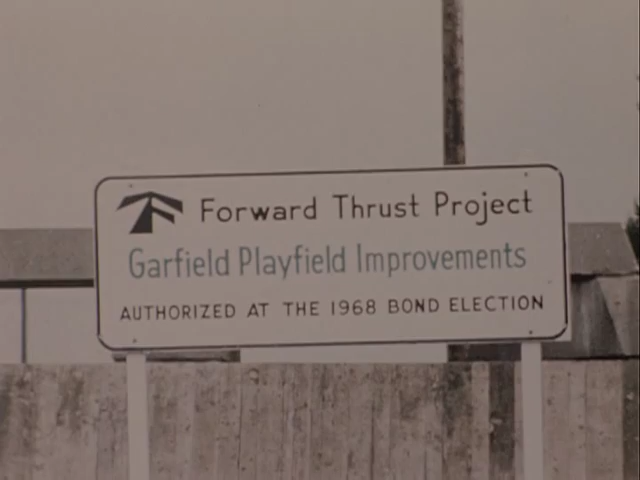 Forward Thrust Project
Garfield Playfield Improvements
AUTHORIZED AT THE 1968 BOND ELECTION